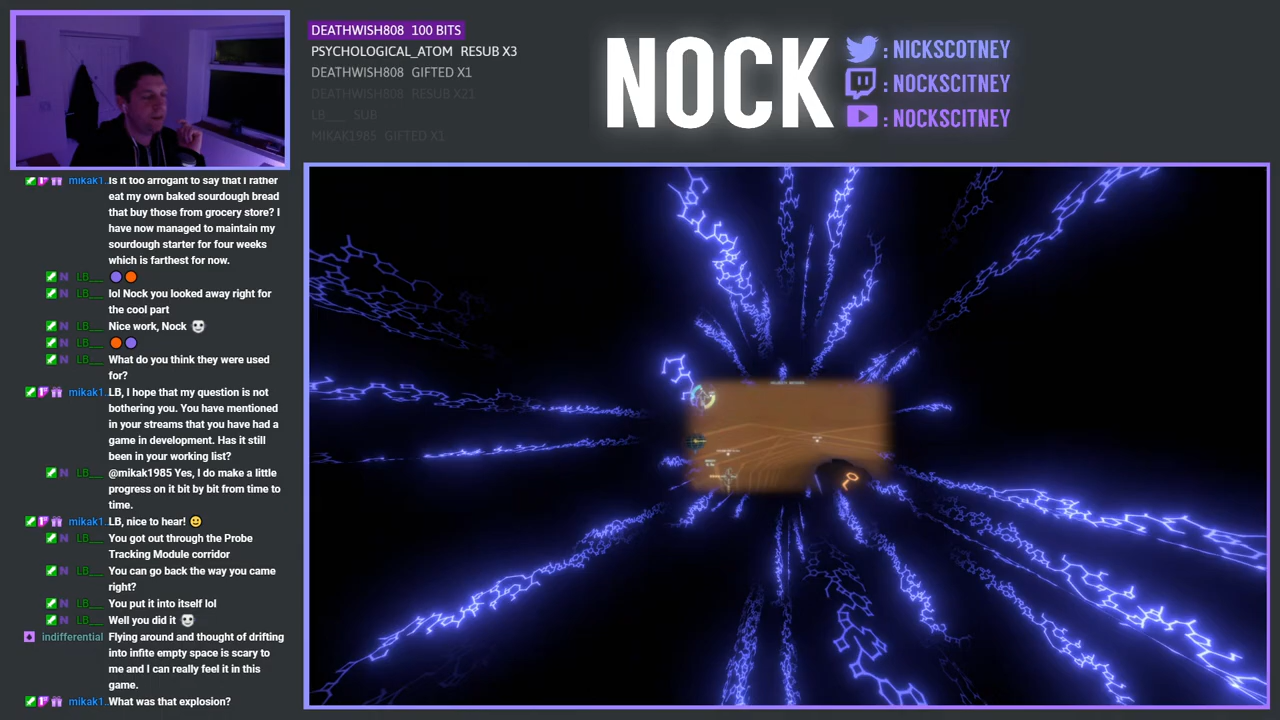 DEATHWISH808 100 BITS
PSYCHOLOGICAL_ATOM RESUB X3
DEATHWISH808 GIFTED X1
DEATHWISH808 RESUB X21
LB___ SUB
MIKAK1985 GIFTED X1
NOCK
: NICKSCOTNEY
: NOCKSCITNEY
: NOCKSCITNEY
mikak1.. Is it too arrogant to say that I rather
eat my own baked sourdough bread
that buy those from grocery store? I
have now managed to maintain my
sourdough starter for four weeks
which is farthest for now.
N LB___
N LB___ lol Nock you looked away right for
the cool part
N LB___ Nice work, Nock
N LB___
N LB___ What do you think they were used
for?
mikak1.. LB, I hope that my question is not
bothering you. You have mentioned
in your streams that you have had a
game in development. Has it still
been in your working list?
N LB___ @mikak1985 Yes, I do make a little
progress on it bit by bit from time to
time.
mikak1.. LB, nice to hear!
N LB___ You got out through the Probe
Tracking Module corridor
N LB___ You can go back the way you came
right?
N LB___ You put it into itself lol
N LB___ Well you did it
indifferential Flying around and thought of drifting
into infite empty space is scary to
me and I can really feel it in this
game.
mikak1.. What was that explosion?